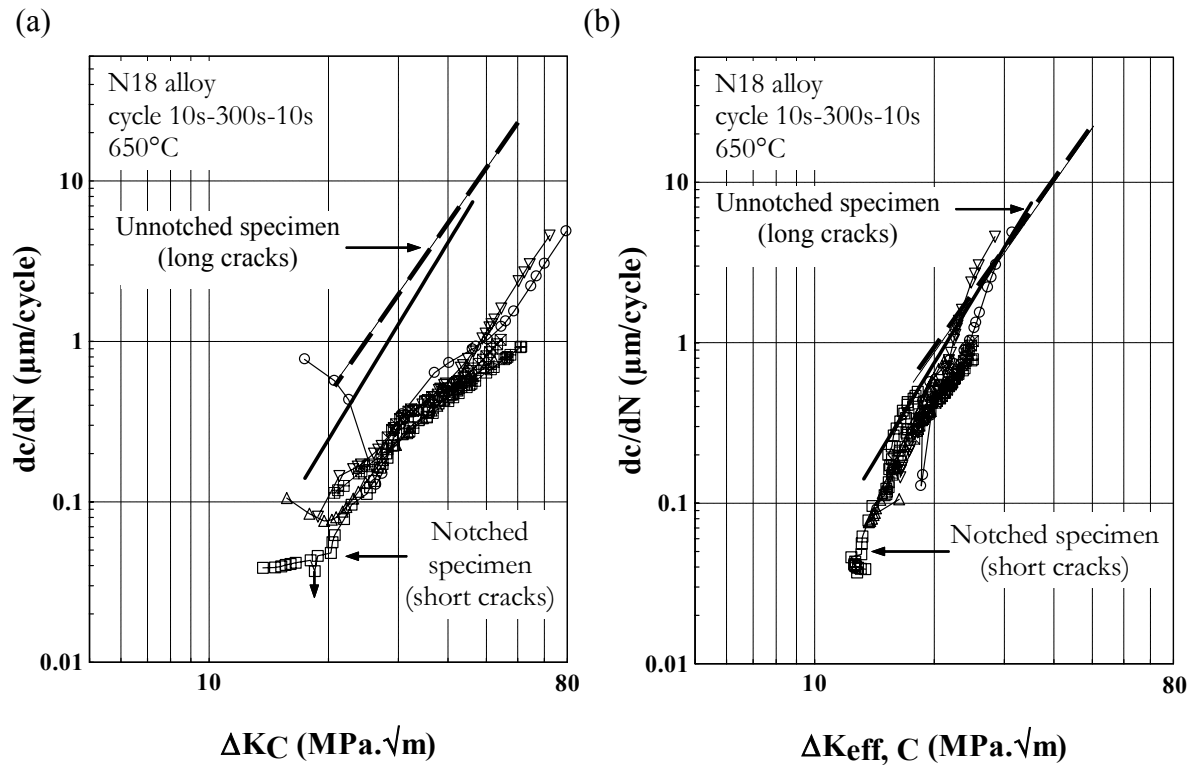 (a)
N18 alloy
cycle 10s-300s-10s
650°C
10
1
0.1
0.01
Unnotched specimen
(long cracks)
Notched
specimen
(short cracks)
dc/dN (µm/cycle)
10
80
ΔKC (MPa.√m)
(b)
N18 alloy
cycle 10s-300s-10s
650°C
10
1
0.1
0.01
Unnotched specimen
(long cracks)
Notched specimen
(short cracks)
dc/dN (µm/cycle)
10
80
ΔKeff, C (MPa.√m)